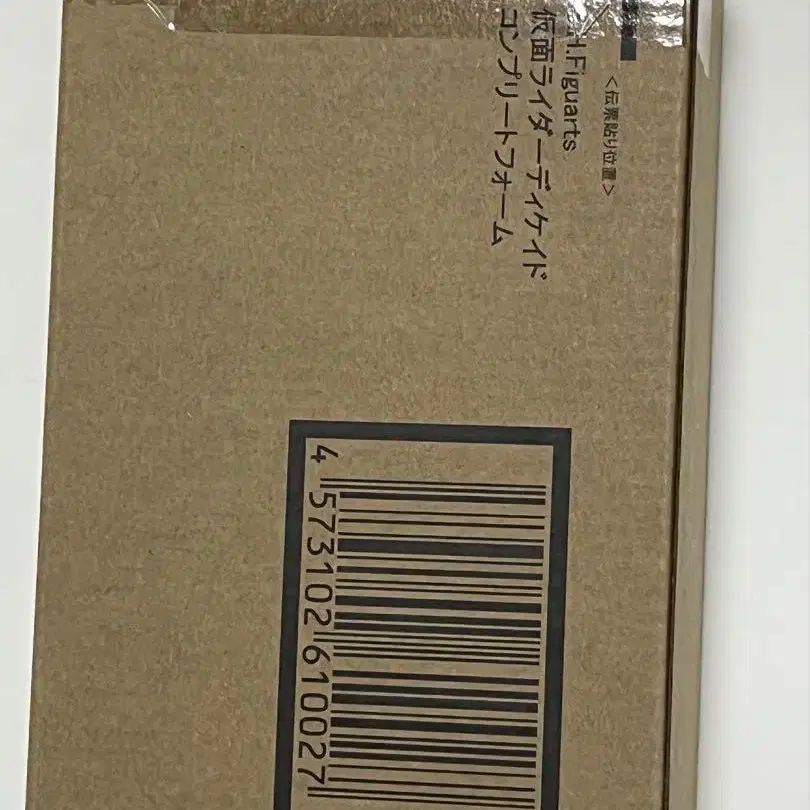 <伝票貼り位置>
.H.Figuarts
仮面ライダーディケイド
コンプリートフォーム
4 573102 610027